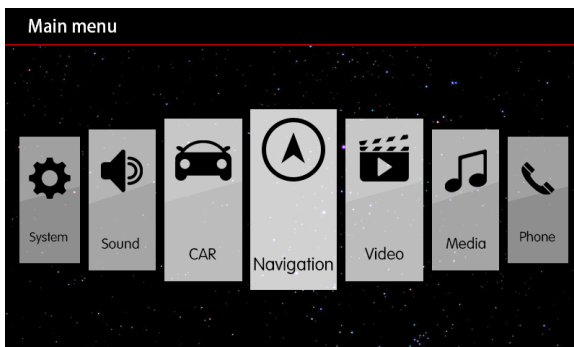 Main menu
System
Sound
CAR
Navigation
Video
Media
Phone